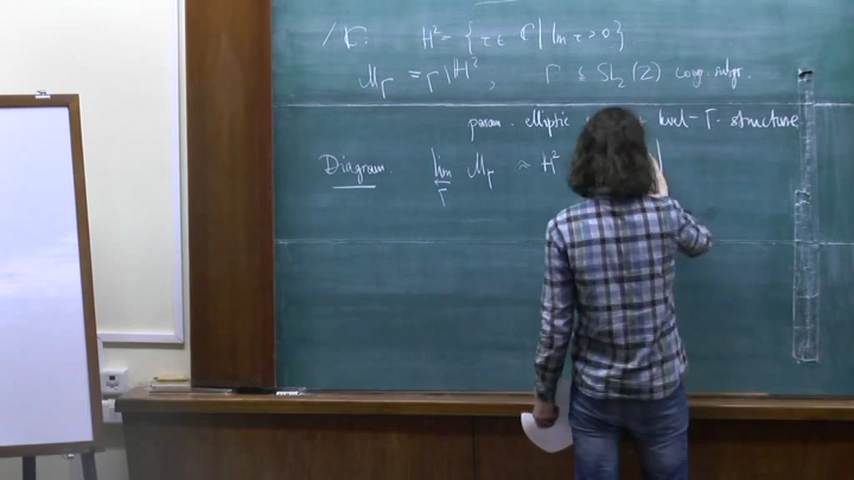 /ℂ: H² = {τ ∈ ℂ | Im τ > 0}
M_Γ = Γ\H², Γ ≤ SL₂(Z) cong. subgr.
param. elliptic level-Γ-structure
Diagram. lim M_Γ ≈ H²
← Γ